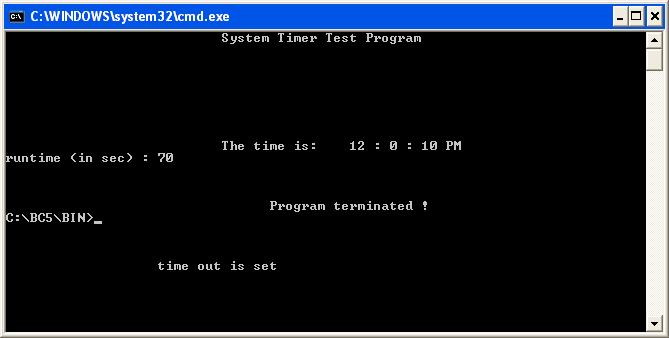 C:\WINDOWS\system32\cmd.exe
System Timer Test Program
The time is: 12 : 0 : 10 PM
runtime (in sec) : 70
Program terminated !
C:\BC5\BIN>_
time out is set